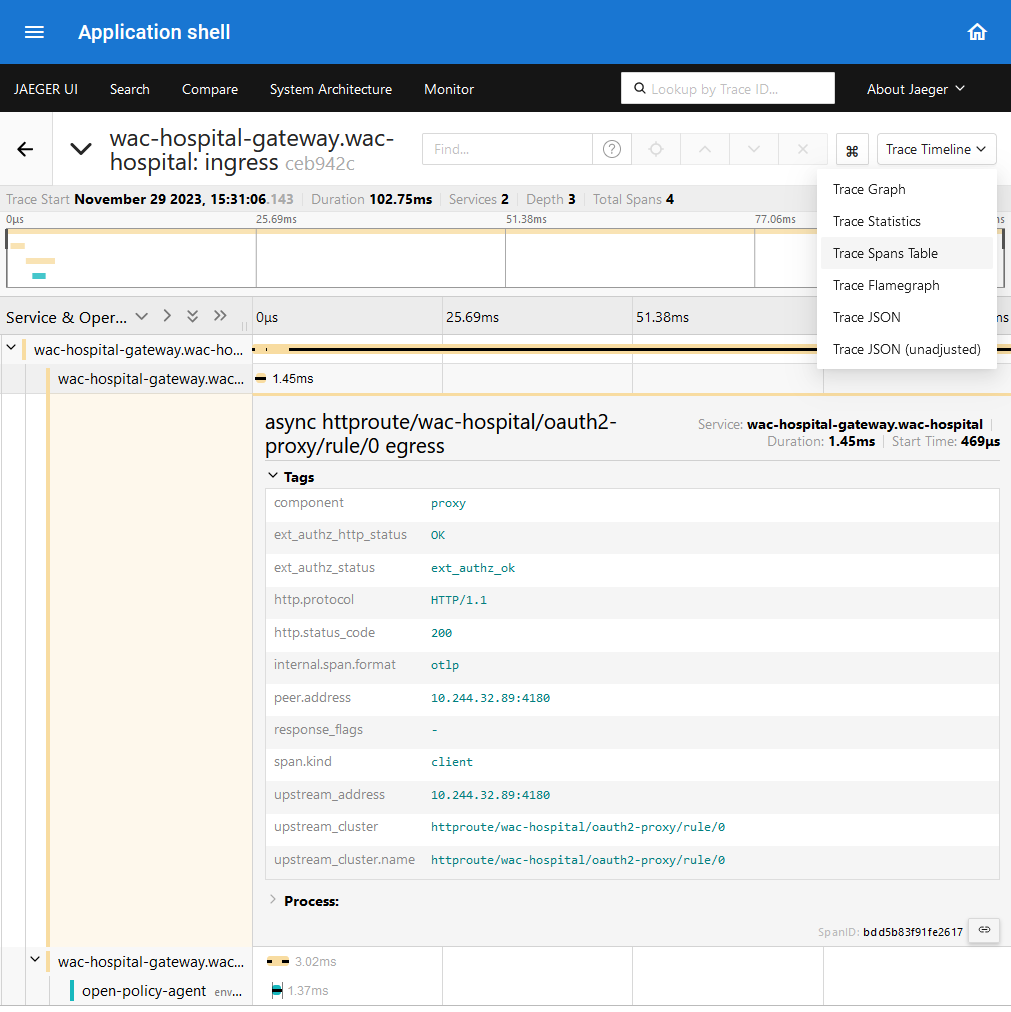 Application shell
JAEGER UI Search Compare System Architecture Monitor Lookup by Trace ID... About Jaeger
wac-hospital-gateway.wac-
hospital: ingress ceb942c
Find... ? ⌘ Trace Timeline
Trace Graph
Trace Statistics
Trace Spans Table
Trace Flamegraph
Trace JSON
Trace JSON (unadjusted)
Trace Start November 29 2023, 15:31:06.143 Duration 102.75ms Services 2 Depth 3 Total Spans 4
0μs 25.69ms 51.38ms 77.06ms ms
Service & Oper... 0μs 25.69ms 51.38ms ms
wac-hospital-gateway.wac-ho...
wac-hospital-gateway.wac... 1.45ms
async httproute/wac-hospital/oauth2-
proxy/rule/0 egress
Service: wac-hospital-gateway.wac-hospital
Duration: 1.45ms Start Time: 469μs
Tags
component proxy
ext_authz_http_status OK
ext_authz_status ext_authz_ok
http.protocol HTTP/1.1
http.status_code 200
internal.span.format otlp
peer.address 10.244.32.89:4180
response_flags -
span.kind client
upstream_address 10.244.32.89:4180
upstream_cluster httproute/wac-hospital/oauth2-proxy/rule/0
upstream_cluster.name httproute/wac-hospital/oauth2-proxy/rule/0
Process:
SpanID: bdd5b83f91fe2617
wac-hospital-gateway.wac... 3.02ms
open-policy-agent env... 1.37ms